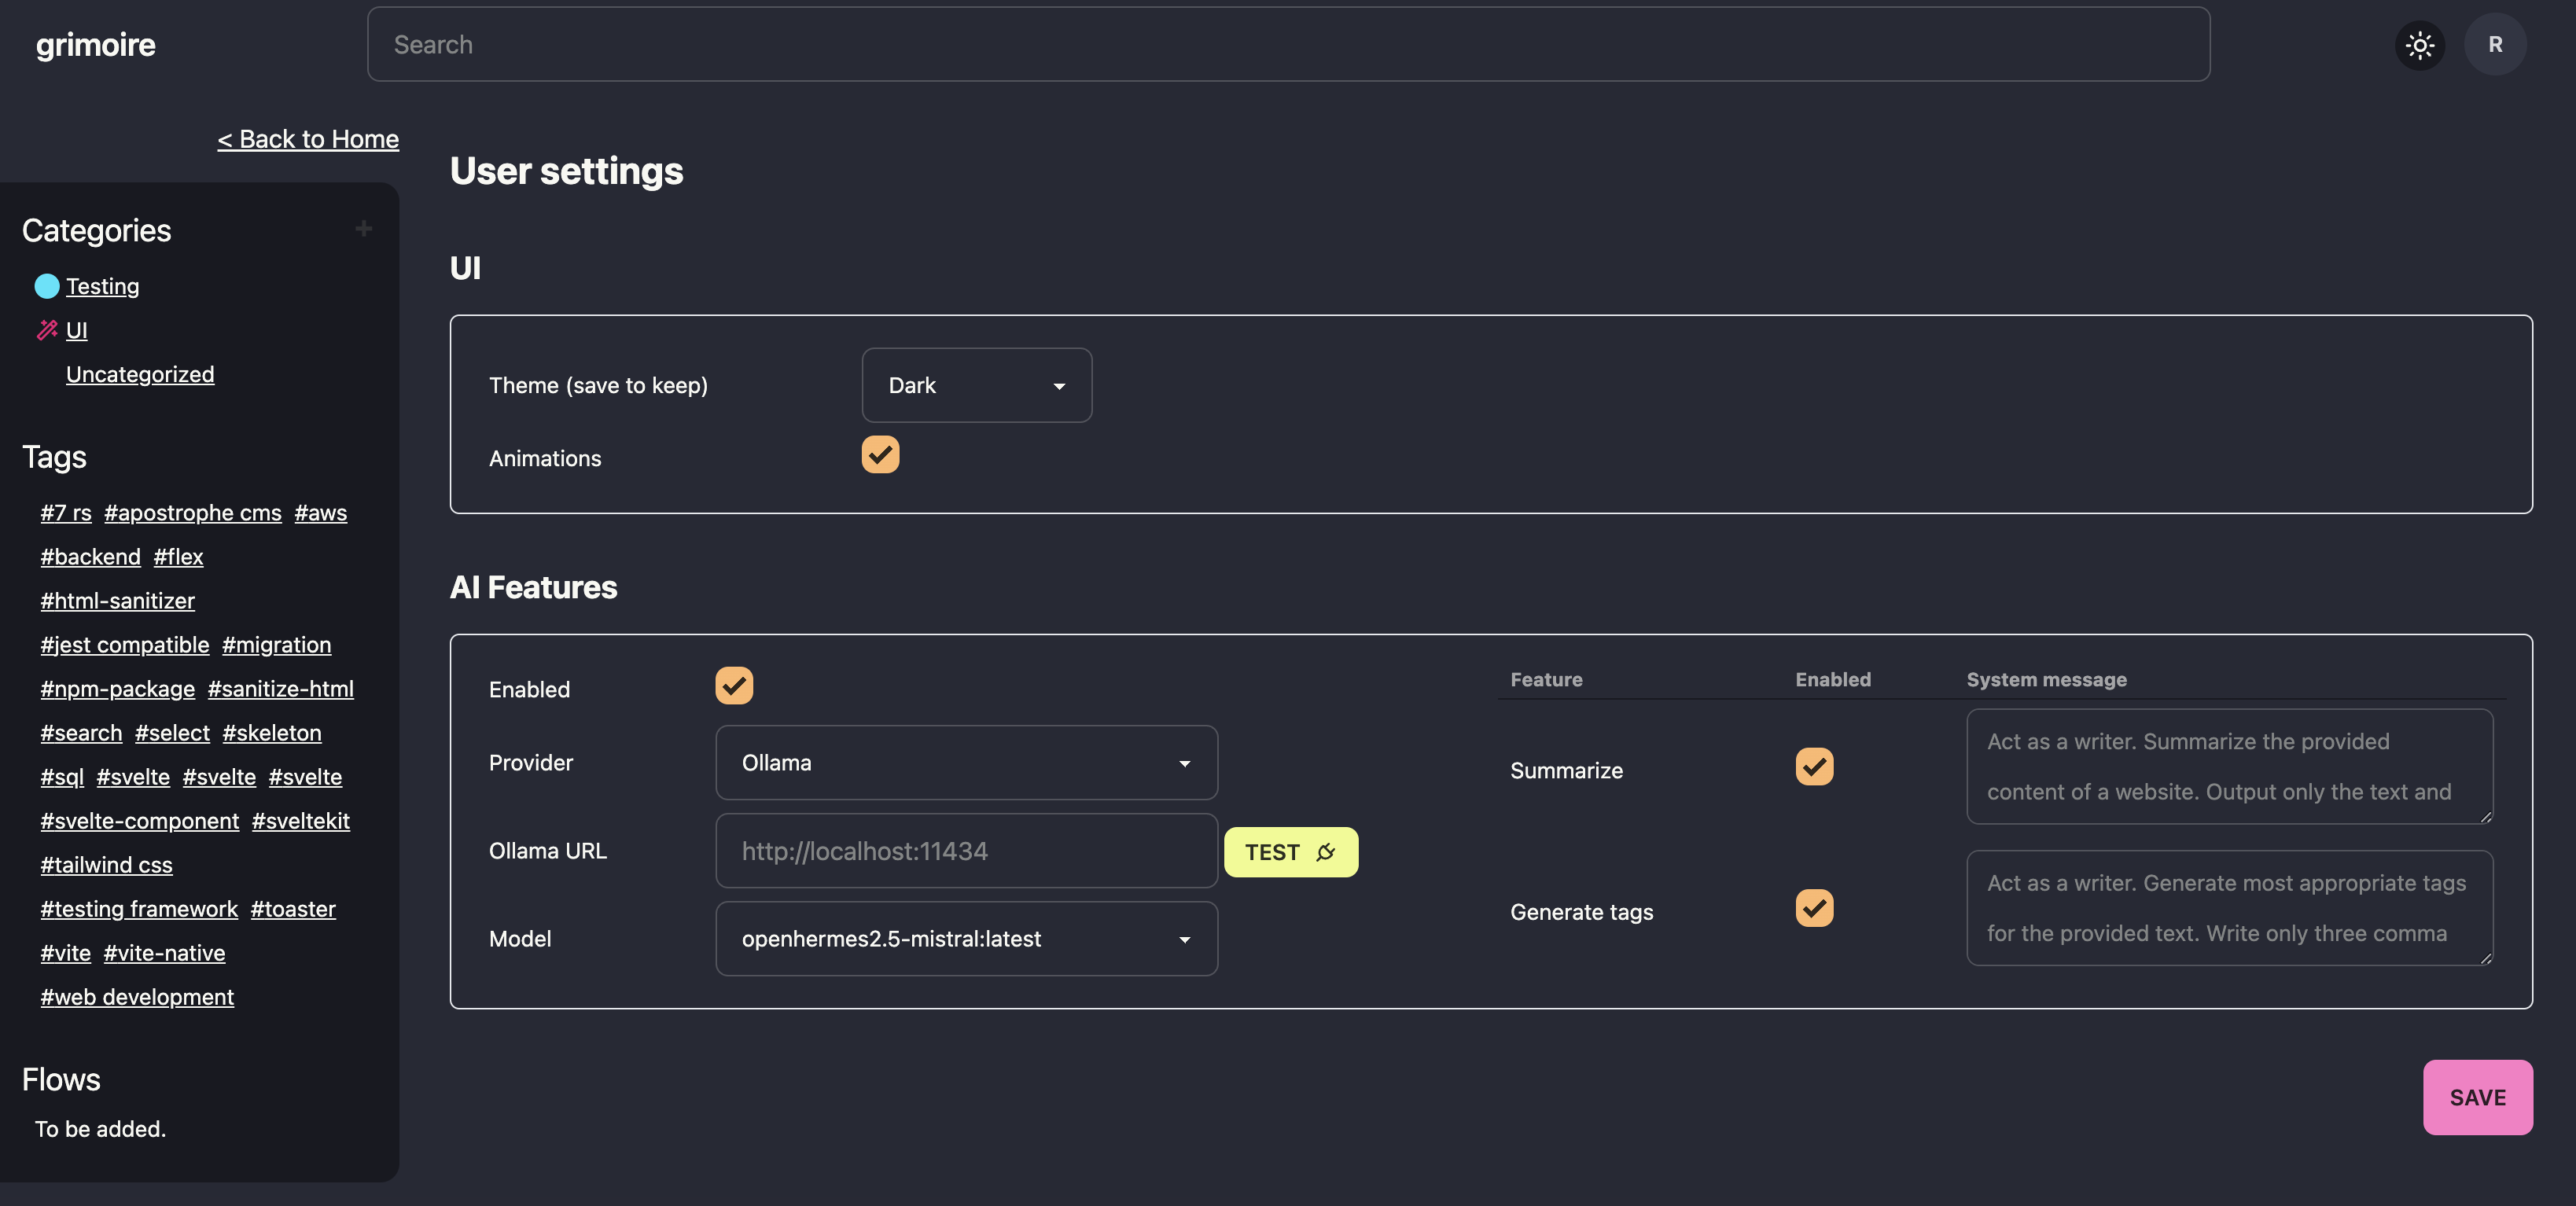 grimoire
Search
R
< Back to Home
Categories
+
Testing
UI
Uncategorized
Tags
#7 rs #apostrophe cms #aws
#backend #flex
#html-sanitizer
#jest compatible #migration
#npm-package #sanitize-html
#search #select #skeleton
#sql #svelte #svelte #svelte
#svelte-component #sveltekit
#tailwind css
#testing framework #toaster
#vite #vite-native
#web development
Flows
To be added.
User settings
UI
Theme (save to keep) Dark
Animations
AI Features
Enabled
Provider Ollama
Ollama URL http://localhost:11434 TEST
Model openhermes2.5-mistral:latest
Feature Enabled System message
Summarize
Act as a writer. Summarize the provided
content of a website. Output only the text and
Generate tags
Act as a writer. Generate most appropriate tags
for the provided text. Write only three comma
SAVE